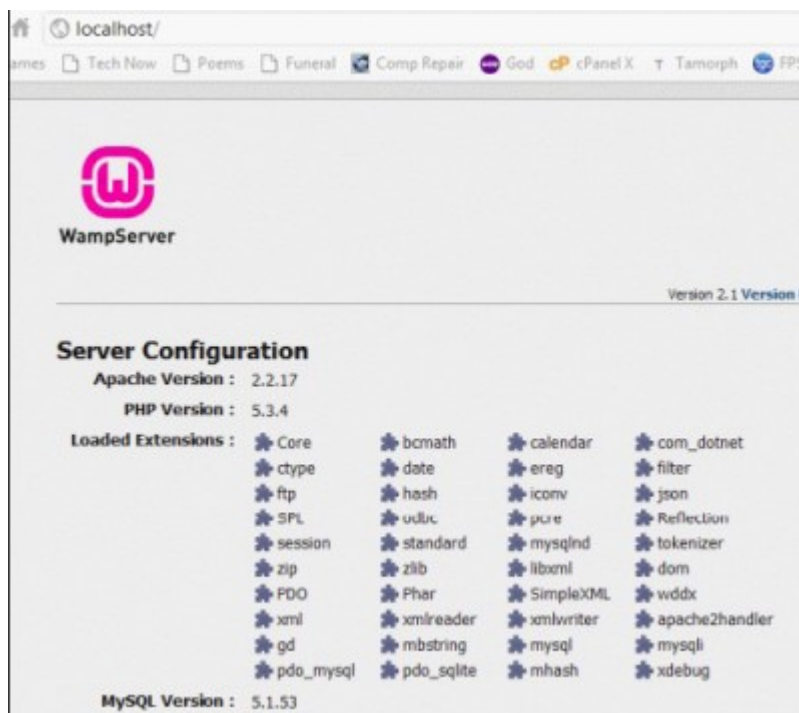 localhost/
ames Tech Now Poems Funeral Comp Repair God cP cPanel X T Tamorph FPS
W
WampServer
Version 2.1 Version
Server Configuration
Apache Version : 2.2.17
PHP Version : 5.3.4
Loaded Extensions : Core bcmath calendar com_dotnet
ctype date ereg filter
ftp hash iconv json
SPL odbc pcre Reflection
session standard mysqlnd tokenizer
zip zlib libxml dom
PDO Phar SimpleXML wddx
xml xmlreader xmlwriter apache2handler
gd mbstring mysql mysqli
pdo_mysql pdo_sqlite mhash xdebug
MySQL Version : 5.1.53